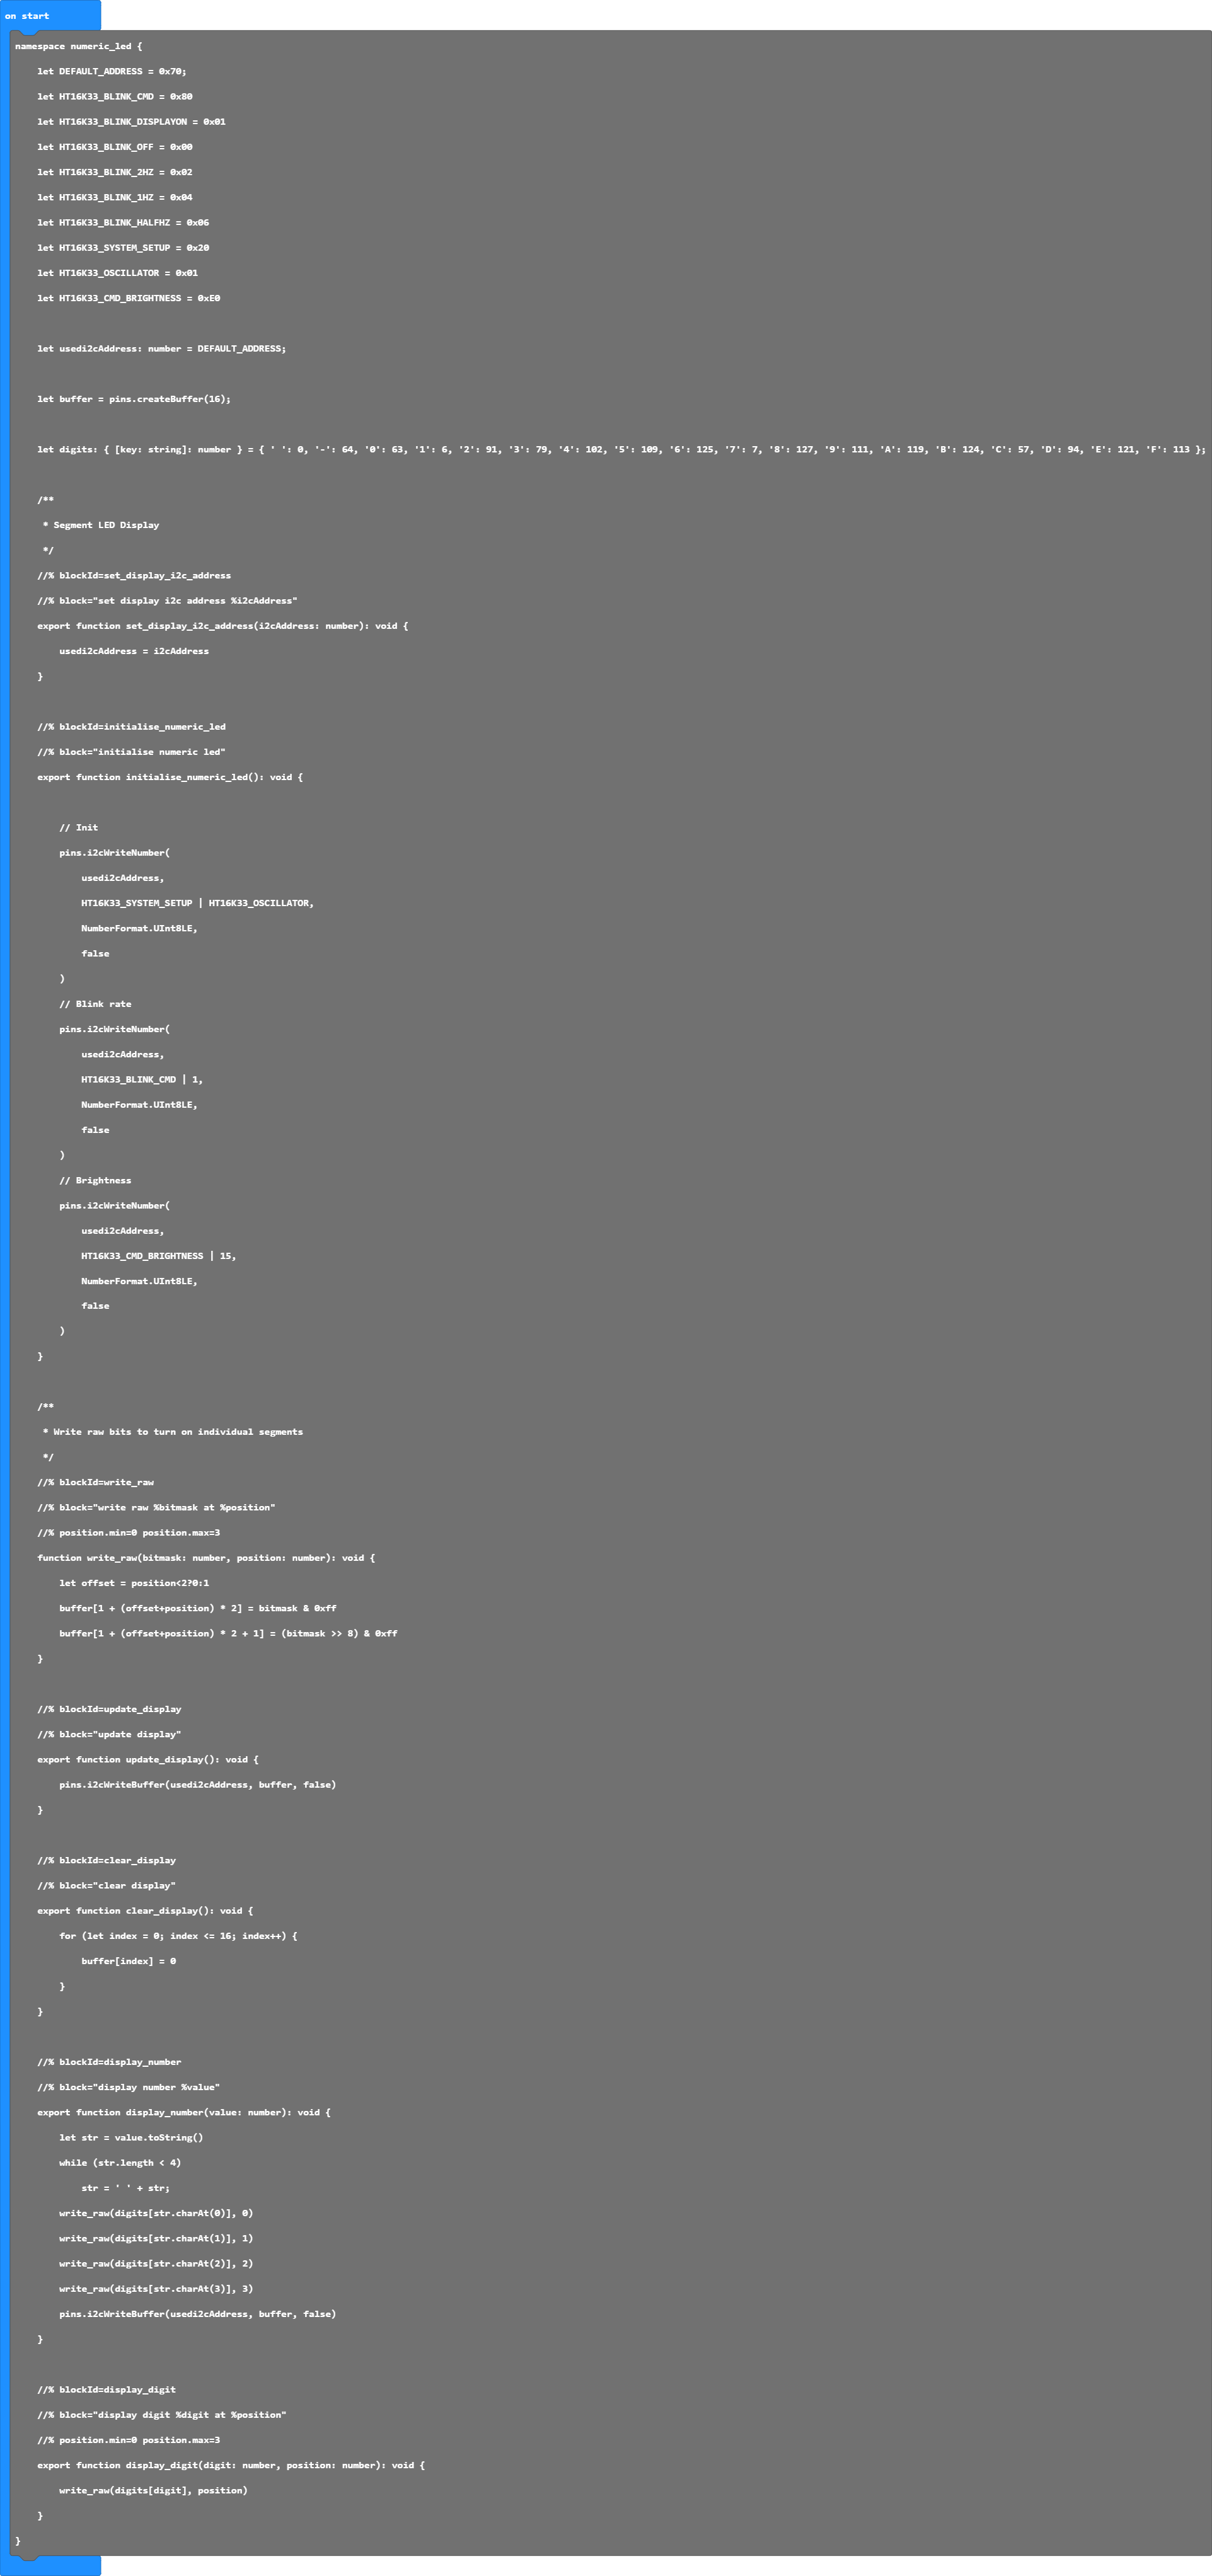 on start
namespace numeric_led {
    let DEFAULT_ADDRESS = 0x70;
    let HT16K33_BLINK_CMD = 0x80
    let HT16K33_BLINK_DISPLAYON = 0x01
    let HT16K33_BLINK_OFF = 0x00
    let HT16K33_BLINK_2HZ = 0x02
    let HT16K33_BLINK_1HZ = 0x04
    let HT16K33_BLINK_HALFHZ = 0x06
    let HT16K33_SYSTEM_SETUP = 0x20
    let HT16K33_OSCILLATOR = 0x01
    let HT16K33_CMD_BRIGHTNESS = 0xE0
    let usedi2cAddress: number = DEFAULT_ADDRESS;
    let buffer = pins.createBuffer(16);
    let digits: { [key: string]: number } = { ' ': 0, '-': 64, '0': 63, '1': 6, '2': 91, '3': 79, '4': 102, '5': 109, '6': 125, '7': 7, '8': 127, '9': 111, 'A': 119, 'B': 124, 'C': 57, 'D': 94, 'E': 121, 'F': 113 };
    /**
     * Segment LED Display
     */
    //% blockId=set_display_i2c_address
    //% block="set display i2c address %i2cAddress"
    export function set_display_i2c_address(i2cAddress: number): void {
        usedi2cAddress = i2cAddress
    }
    //% blockId=initialise_numeric_led
    //% block="initialise numeric led"
    export function initialise_numeric_led(): void {
        // Init
        pins.i2cWriteNumber(
            usedi2cAddress,
            HT16K33_SYSTEM_SETUP | HT16K33_OSCILLATOR,
            NumberFormat.UInt8LE,
            false
        )
        // Blink rate
        pins.i2cWriteNumber(
            usedi2cAddress,
            HT16K33_BLINK_CMD | 1,
            NumberFormat.UInt8LE,
            false
        )
        // Brightness
        pins.i2cWriteNumber(
            usedi2cAddress,
            HT16K33_CMD_BRIGHTNESS | 15,
            NumberFormat.UInt8LE,
            false
        )
    }
    /**
     * Write raw bits to turn on individual segments
     */
    //% blockId=write_raw
    //% block="write raw %bitmask at %position"
    //% position.min=0 position.max=3
    function write_raw(bitmask: number, position: number): void {
        let offset = position<2?0:1
        buffer[1 + (offset+position) * 2] = bitmask & 0xff
        buffer[1 + (offset+position) * 2 + 1] = (bitmask >> 8) & 0xff
    }
    //% blockId=update_display
    //% block="update display"
    export function update_display(): void {
        pins.i2cWriteBuffer(usedi2cAddress, buffer, false)
    }
    //% blockId=clear_display
    //% block="clear display"
    export function clear_display(): void {
        for (let index = 0; index <= 16; index++) {
            buffer[index] = 0
        }
    }
    //% blockId=display_number
    //% block="display number %value"
    export function display_number(value: number): void {
        let str = value.toString()
        while (str.length < 4)
            str = ' ' + str;
        write_raw(digits[str.charAt(0)], 0)
        write_raw(digits[str.charAt(1)], 1)
        write_raw(digits[str.charAt(2)], 2)
        write_raw(digits[str.charAt(3)], 3)
        pins.i2cWriteBuffer(usedi2cAddress, buffer, false)
    }
    //% blockId=display_digit
    //% block="display digit %digit at %position"
    //% position.min=0 position.max=3
    export function display_digit(digit: number, position: number): void {
        write_raw(digits[digit], position)
    }
}